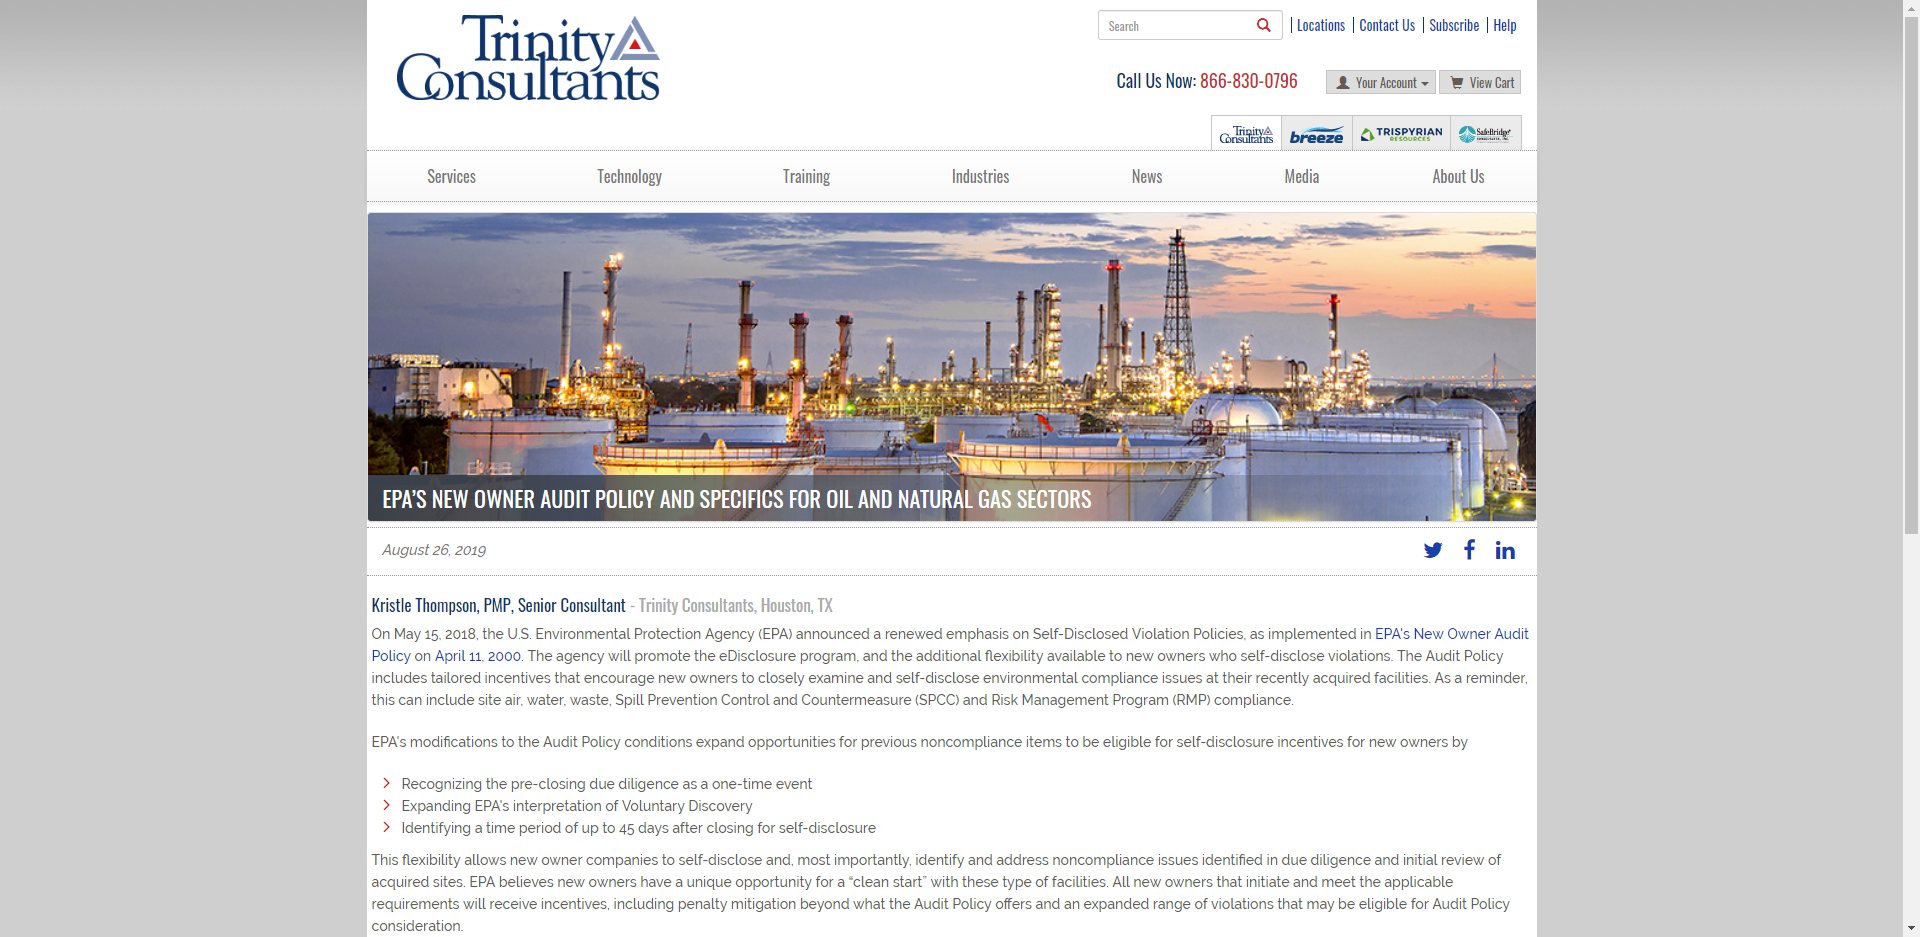 Trinity
Consultants
Search
Locations
Contact Us
Subscribe
Help
Call Us Now: 866-830-0796
Your Account
View Cart
Trinity
Consultants
breeze
TRISPYRIAN
RESOURCES
SafeBridge
Services
Technology
Training
Industries
News
Media
About Us
EPA'S NEW OWNER AUDIT POLICY AND SPECIFICS FOR OIL AND NATURAL GAS SECTORS
August 26, 2019
Kristle Thompson, PMP, Senior Consultant - Trinity Consultants, Houston, TX
On May 15, 2018, the U.S. Environmental Protection Agency (EPA) announced a renewed emphasis on Self-Disclosed Violation Policies, as implemented in EPA's New Owner Audit
Policy on April 11, 2000. The agency will promote the eDisclosure program, and the additional flexibility available to new owners who self-disclose violations. The Audit Policy
includes tailored incentives that encourage new owners to closely examine and self-disclose environmental compliance issues at their recently acquired facilities. As a reminder,
this can include site air, water, waste, Spill Prevention Control and Countermeasure (SPCC) and Risk Management Program (RMP) compliance.
EPA's modifications to the Audit Policy conditions expand opportunities for previous noncompliance items to be eligible for self-disclosure incentives for new owners by
Recognizing the pre-closing due diligence as a one-time event
Expanding EPA's interpretation of Voluntary Discovery
Identifying a time period of up to 45 days after closing for self-disclosure
This flexibility allows new owner companies to self-disclose and, most importantly, identify and address noncompliance issues identified in due diligence and initial review of
acquired sites. EPA believes new owners have a unique opportunity for a “clean start” with these type of facilities. All new owners that initiate and meet the applicable
requirements will receive incentives, including penalty mitigation beyond what the Audit Policy offers and an expanded range of violations that may be eligible for Audit Policy
consideration.